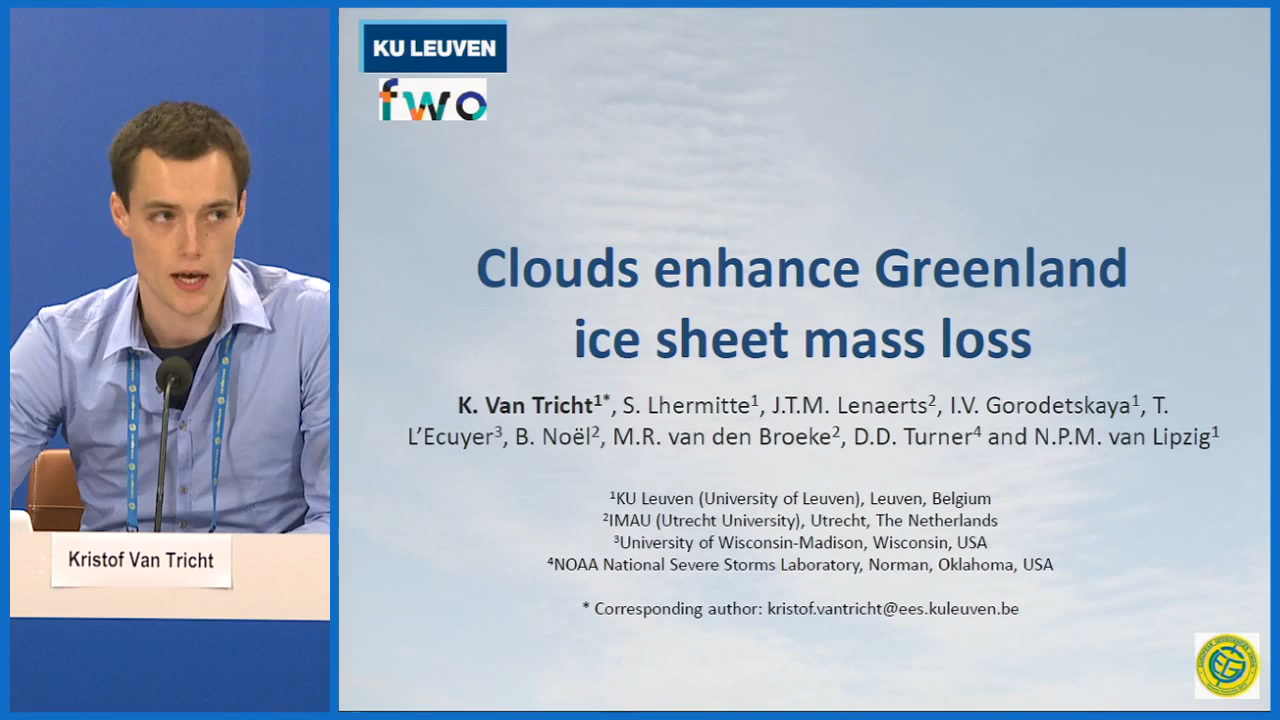 KU LEUVEN
fwo
Clouds enhance Greenland
ice sheet mass loss
K. Van Tricht¹*, S. Lhermitte¹, J.T.M. Lenaerts², I.V. Gorodetskaya¹, T.
L’Ecuyer³, B. Noël², M.R. van den Broeke², D.D. Turner⁴ and N.P.M. van Lipzig¹
¹KU Leuven (University of Leuven), Leuven, Belgium
²IMAU (Utrecht University), Utrecht, The Netherlands
³University of Wisconsin-Madison, Wisconsin, USA
⁴NOAA National Severe Storms Laboratory, Norman, Oklahoma, USA
* Corresponding author: kristof.vantricht@ees.kuleuven.be
Kristof Van Tricht